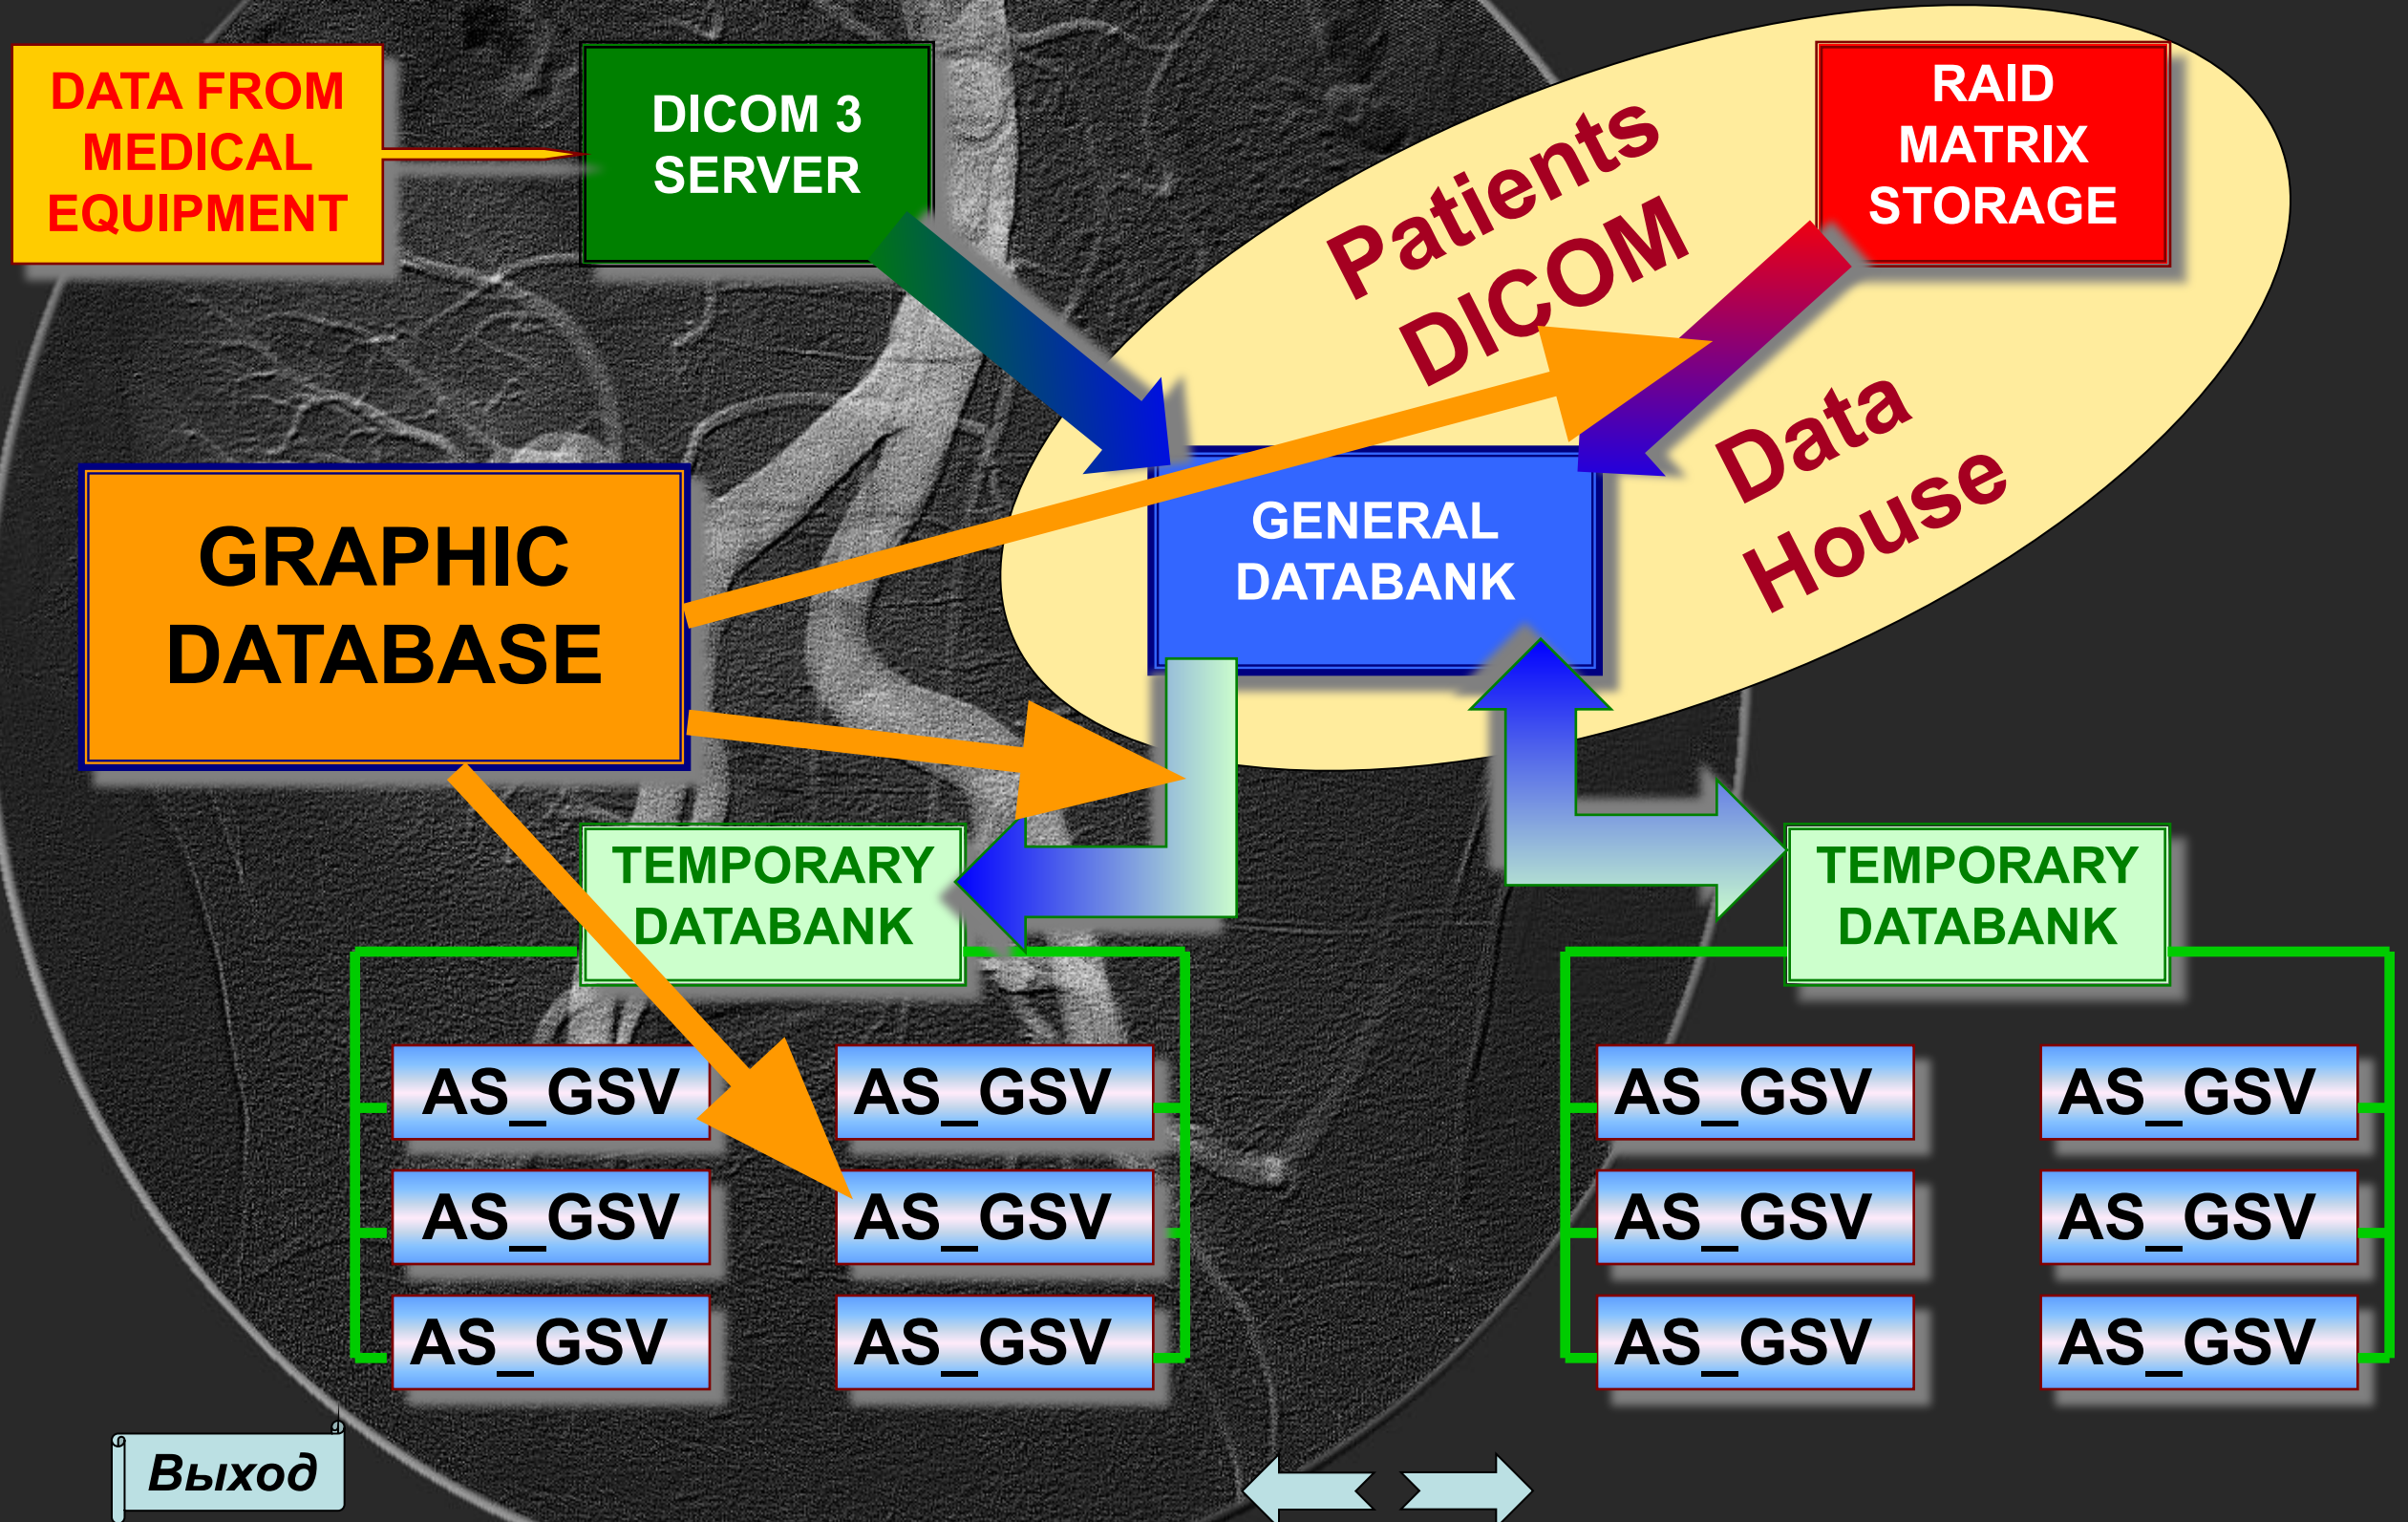 DATA FROM
MEDICAL
EQUIPMENT
DICOM 3
SERVER
RAID
MATRIX
STORAGE
Patients
DICOM
Data
House
GENERAL
DATABANK
GRAPHIC
DATABASE
TEMPORARY
DATABANK
TEMPORARY
DATABANK
AS_GSV
AS_GSV
AS_GSV
AS_GSV
AS_GSV
AS_GSV
AS_GSV
AS_GSV
AS_GSV
AS_GSV
AS_GSV
AS_GSV
Выход